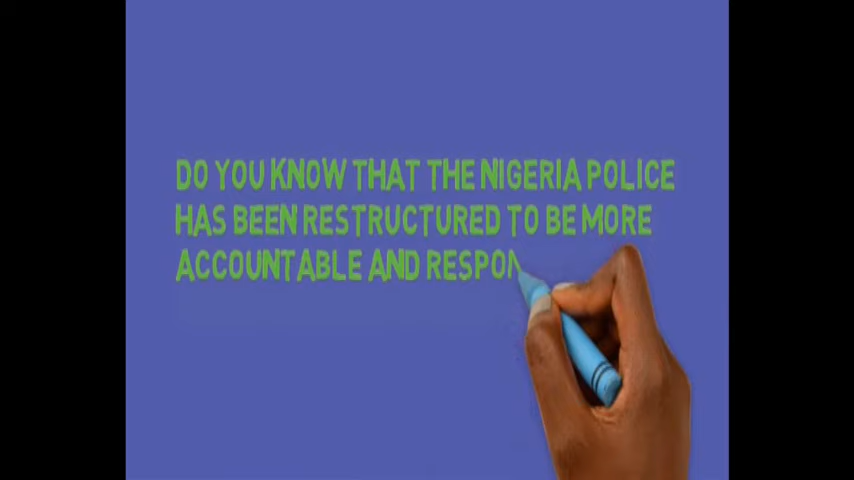 DO YOU KNOW THAT THE NIGERIA POLICE
HAS BEEN RESTRUCTURED TO BE MORE
ACCOUNTABLE AND RESPON